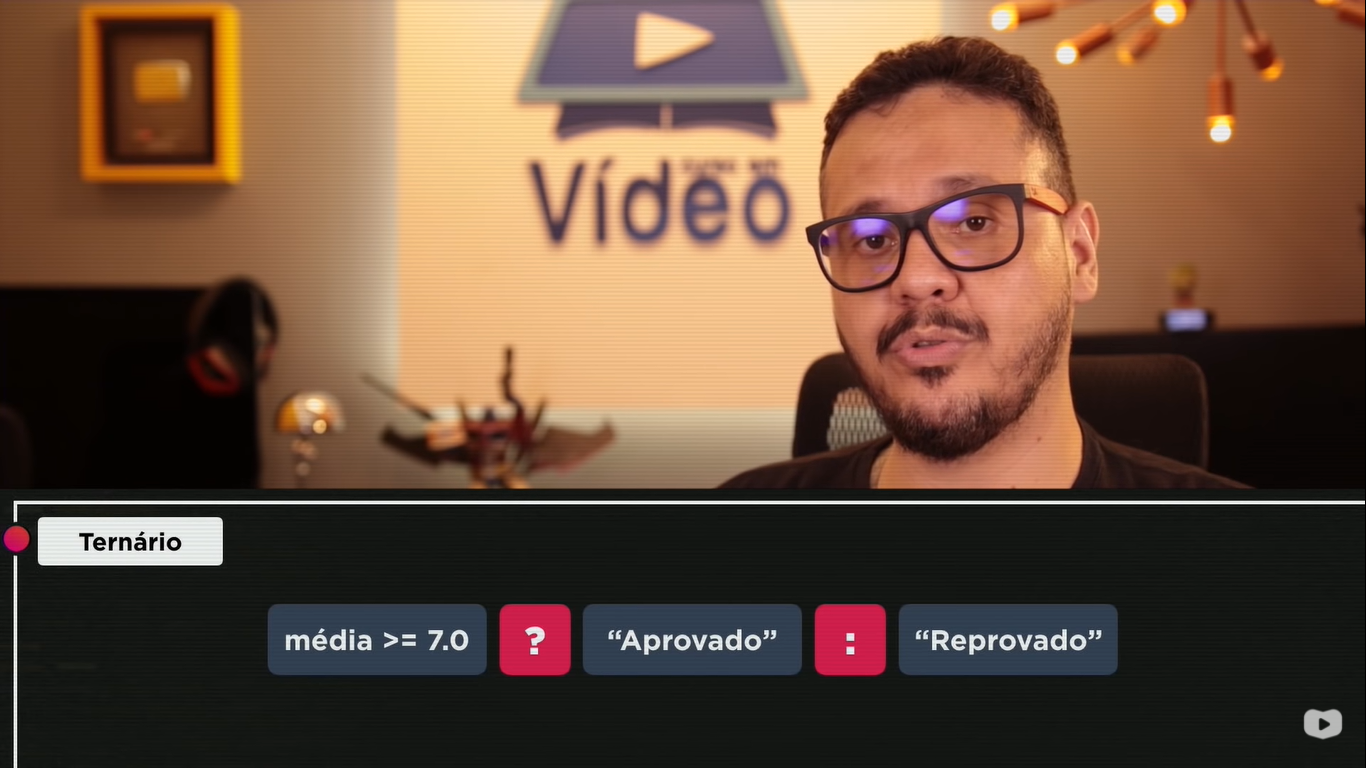 Vídeo
Ternário
média >= 7.0 ? “Aprovado” : “Reprovado”